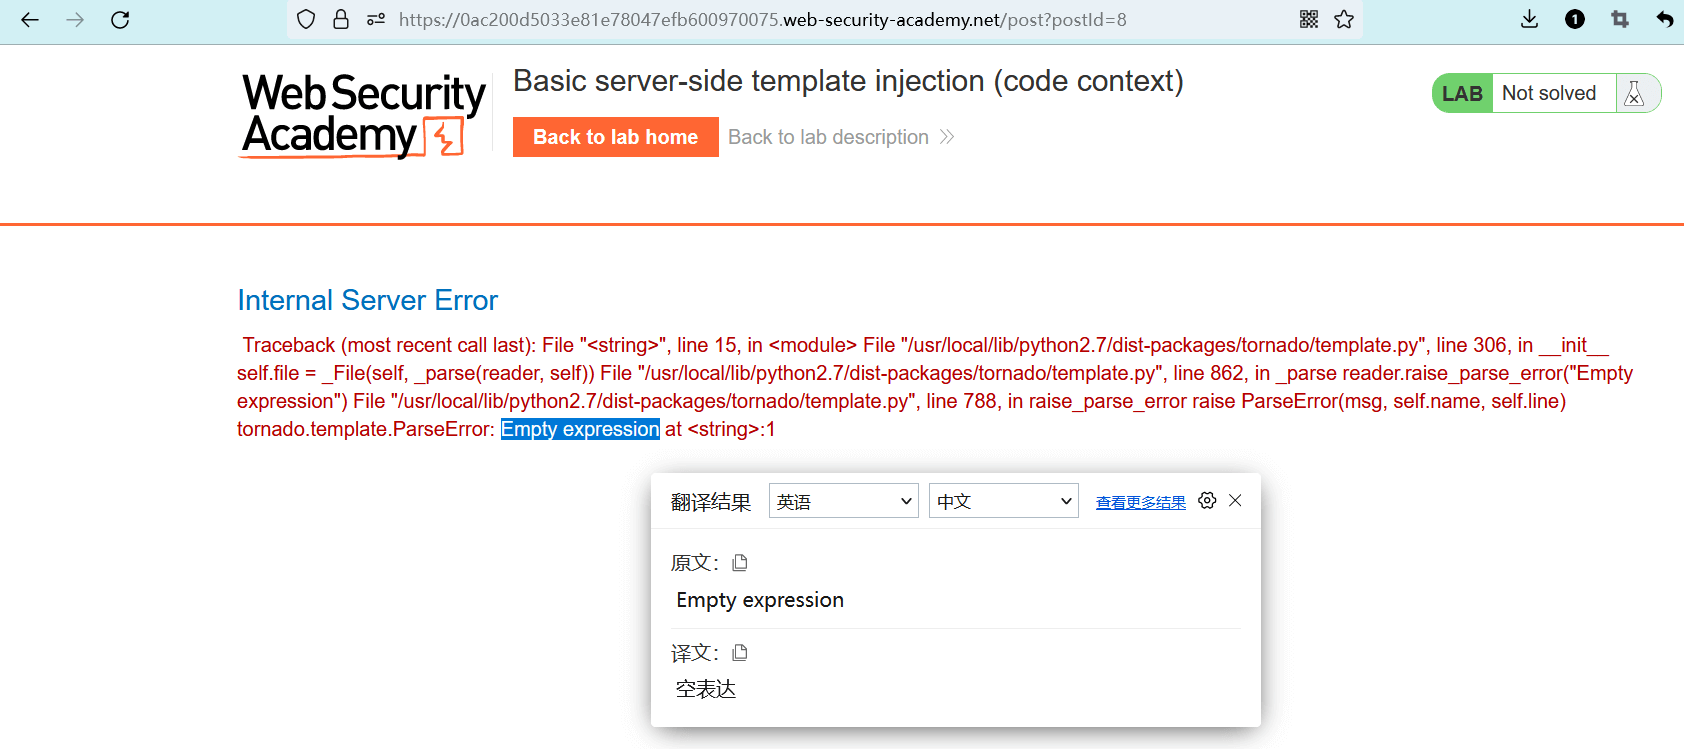 https://0ac200d5033e81e78047efb600970075.web-security-academy.net/post?postId=8
1
Web Security
Academy
Basic server-side template injection (code context)
Back to lab home
Back to lab description
LAB
Not solved
Internal Server Error
Traceback (most recent call last): File "<string>", line 15, in <module> File "/usr/local/lib/python2.7/dist-packages/tornado/template.py", line 306, in __init__
self.file = _File(self, _parse(reader, self)) File "/usr/local/lib/python2.7/dist-packages/tornado/template.py", line 862, in _parse reader.raise_parse_error("Empty
expression") File "/usr/local/lib/python2.7/dist-packages/tornado/template.py", line 788, in raise_parse_error raise ParseError(msg, self.name, self.line)
tornado.template.ParseError: Empty expression at <string>:1
翻译结果
英语
中文
查看更多结果
原文：
Empty expression
译文：
空表达